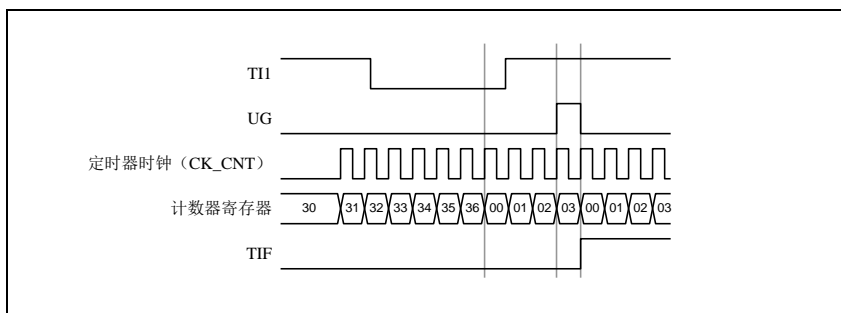 TI1
UG
定时器时钟（CK_CNT）
计数器寄存器 30 31 32 33 34 35 36 00 01 02 03 00 01 02 03
TIF